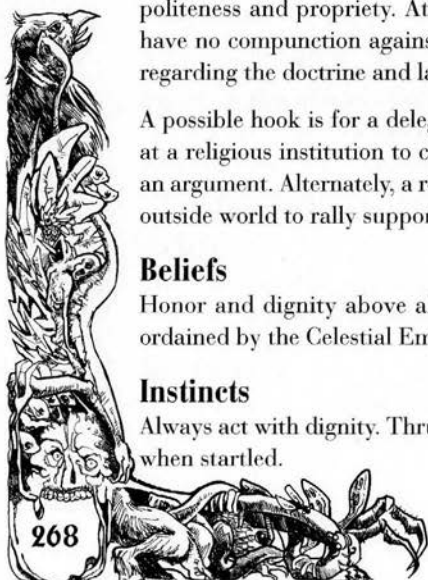 politeness and propriety. At
have no compunction agains
regarding the doctrine and la
A possible hook is for a dele
at a religious institution to c
an argument. Alternately, a r
outside world to rally suppor
Beliefs
Honor and dignity above a
ordained by the Celestial Em
Instincts
Always act with dignity. Thru
when startled.
268